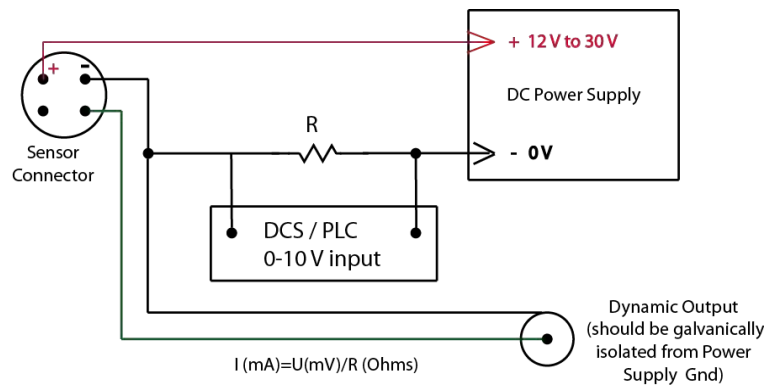 + 12 V to 30 V
+ -
DC Power Supply
R
Sensor
Connector
- 0V
DCS / PLC
0-10 V input
Dynamic Output
(should be galvanically
isolated from Power
Supply Gnd)
I (mA)=U(mV)/R (Ohms)